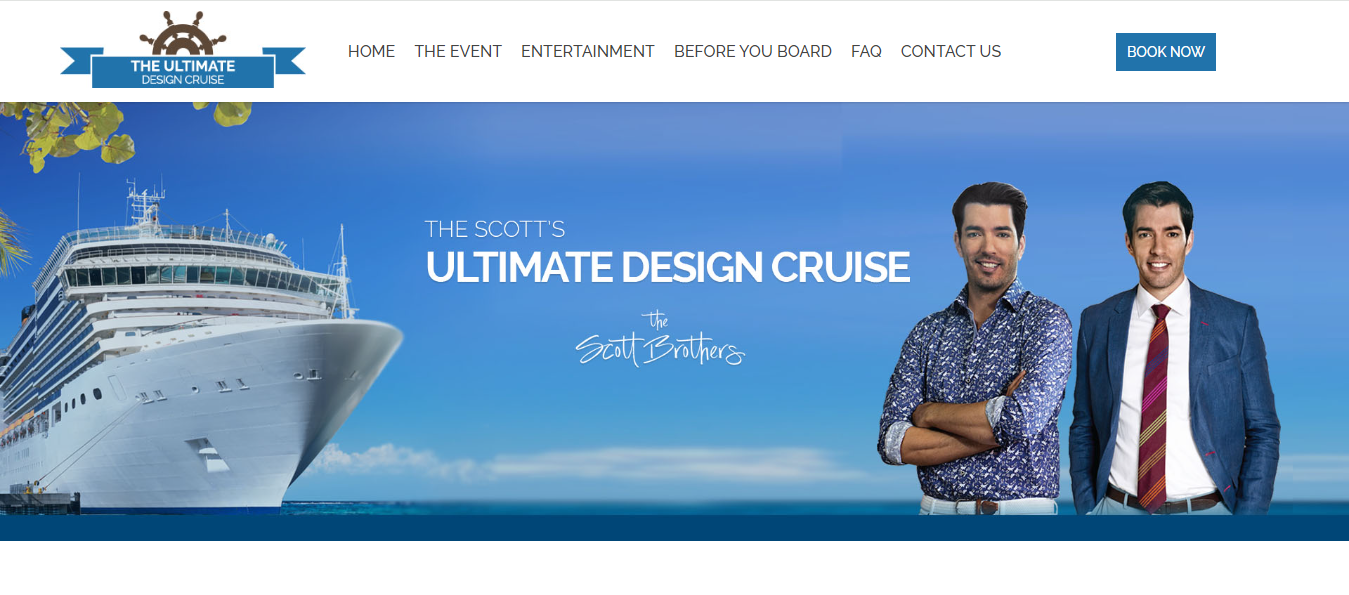 THE ULTIMATE
DESIGN CRUISE
HOME THE EVENT ENTERTAINMENT BEFORE YOU BOARD FAQ CONTACT US
BOOK NOW
THE SCOTT'S
ULTIMATE DESIGN CRUISE
the
Scott Brothers